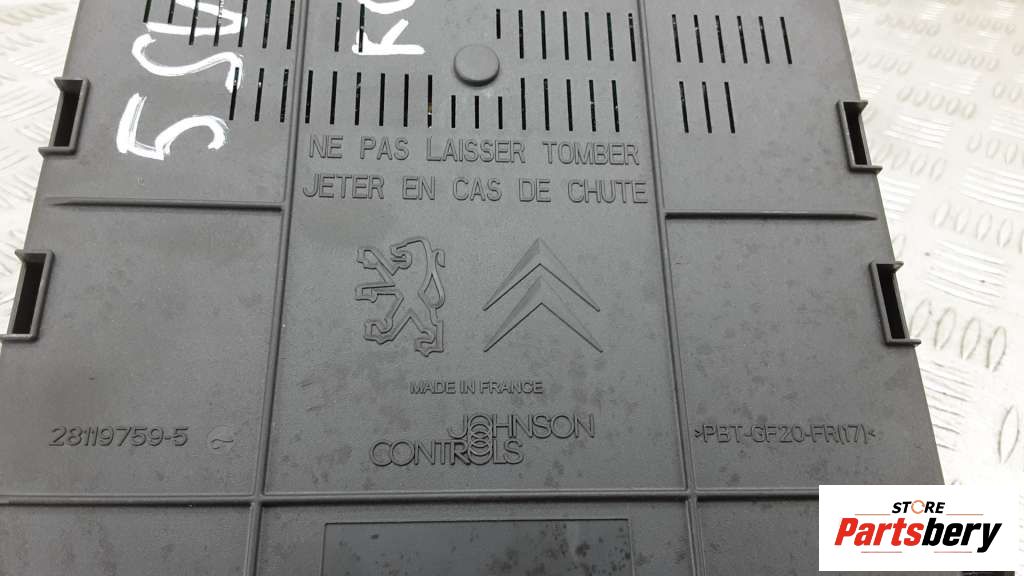 NE PAS LAISSER TOMBER
JETER EN CAS DE CHUTE
MADE IN FRANCE
JOHNSON
CONTROLS
28119759-5
>PBT-GF20-FR(17)<
STORE
Partsbery